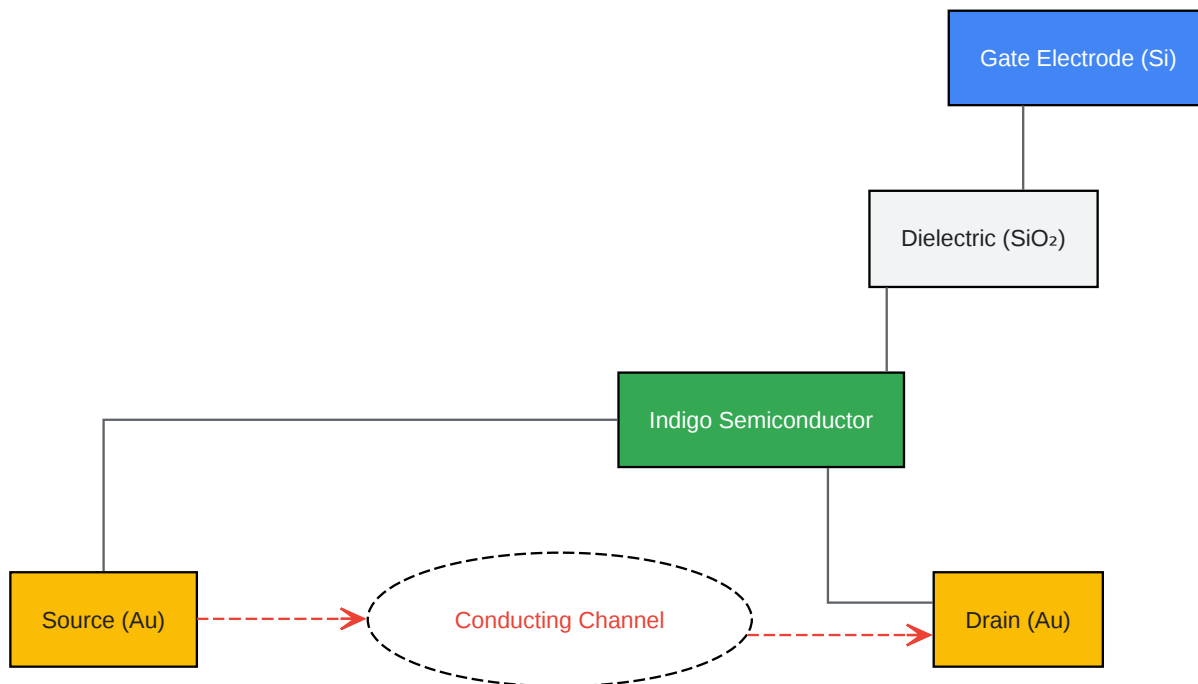 Gate Electrode (Si)
Dielectric (SiO₂)
Indigo Semiconductor
Source (Au)
Conducting Channel
Drain (Au)